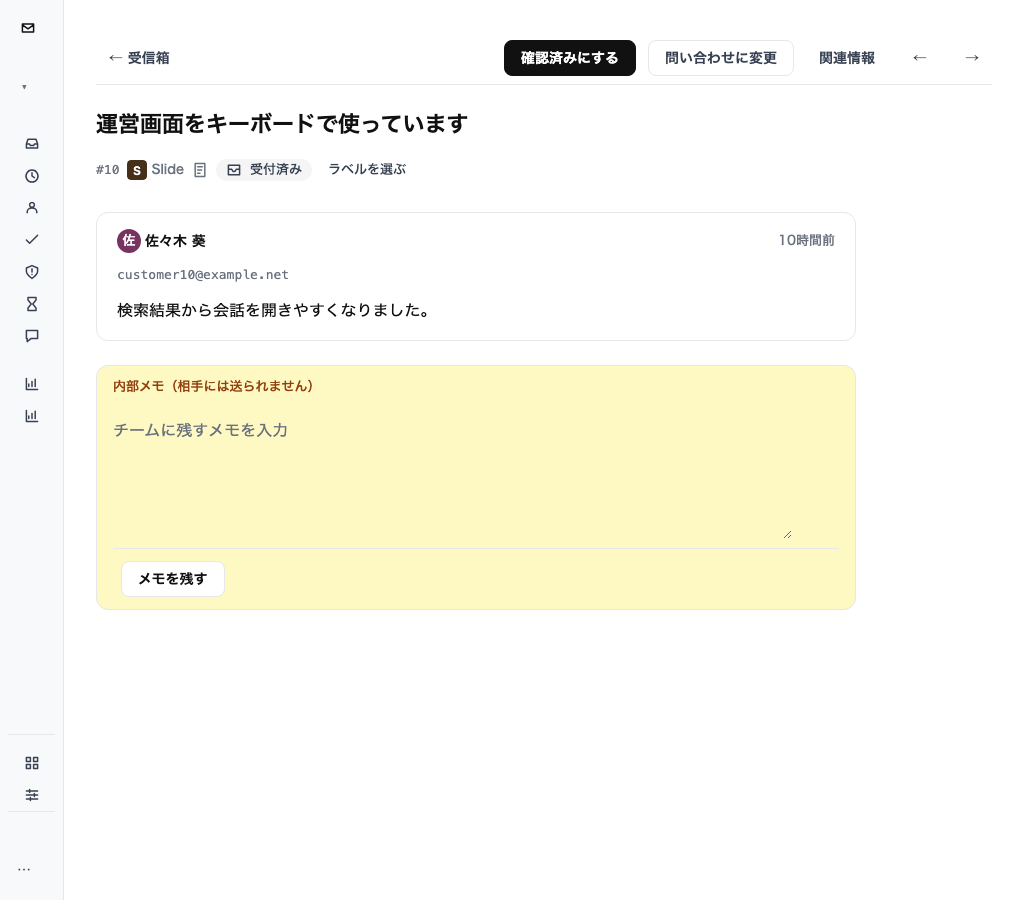 ← 受信箱
確認済みにする
問い合わせに変更
関連情報
←
→
運営画面をキーボードで使っています
#10 S Slide 受付済み ラベルを選ぶ
佐 佐々木 葵
10時間前
customer10@example.net
検索結果から会話を開きやすくなりました。
内部メモ（相手には送られません）
チームに残すメモを入力
メモを残す
…